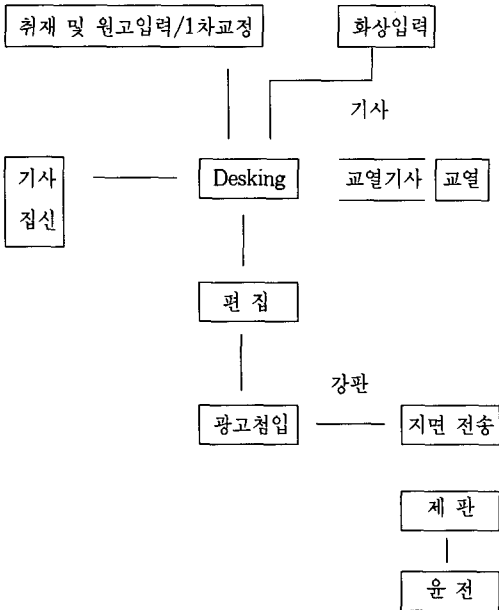 취재 및 원고입력/1차교정
화상입력
기사
기사
집신
Desking
교열기사
교열
편 집
강판
광고첨입
지면 전송
제 판
윤 전